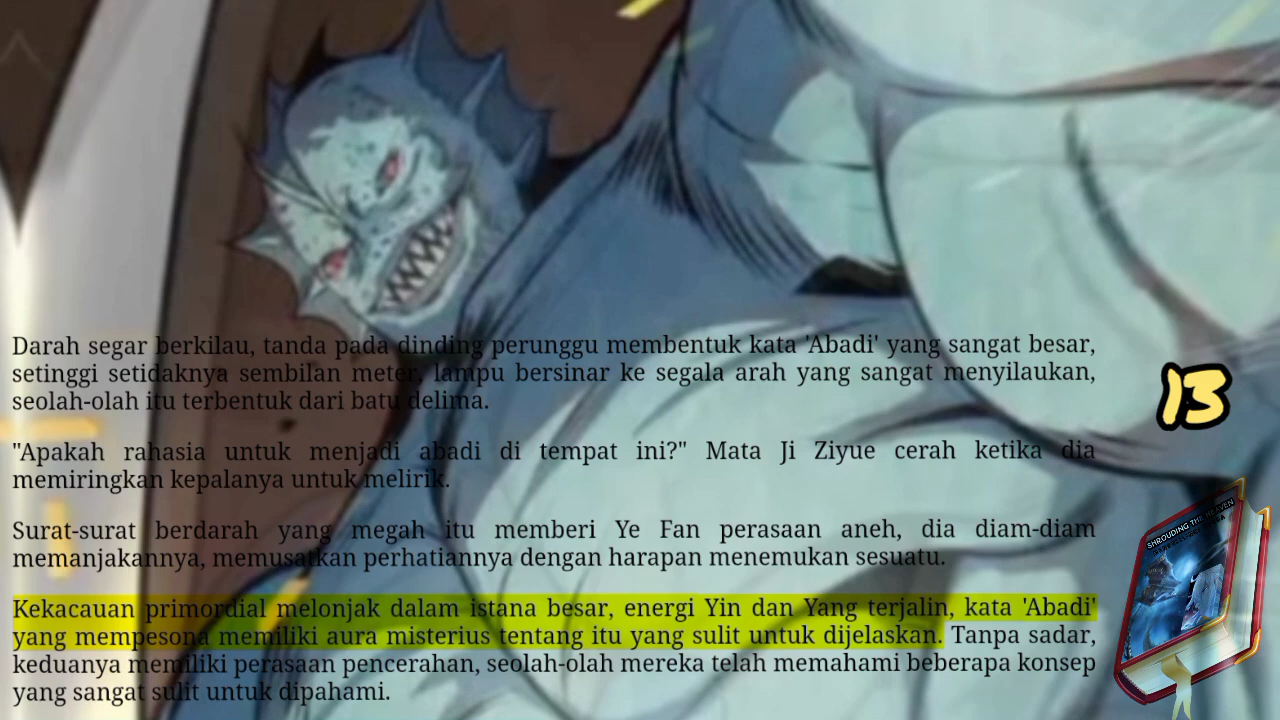 Darah segar berkilau, tanda pada dinding perunggu membentuk kata 'Abadi' yang sangat besar,
setinggi setidaknya sembilan meter, lampu bersinar ke segala arah yang sangat menyilaukan,
seolah-olah itu terbentuk dari batu delima.
"Apakah rahasia untuk menjadi abadi di tempat ini?" Mata Ji Ziyue cerah ketika dia
memiringkan kepalanya untuk melirik.
Surat-surat berdarah yang megah itu memberi Ye Fan perasaan aneh, dia diam-diam
memanjakannya, memusatkan perhatiannya dengan harapan menemukan sesuatu.
Kekacauan primordial melonjak dalam istana besar, energi Yin dan Yang terjalin, kata 'Abadi'
yang mempesona memiliki aura misterius tentang itu yang sulit untuk dijelaskan. Tanpa sadar,
keduanya memiliki perasaan pencerahan, seolah-olah mereka telah memahami beberapa konsep
yang sangat sulit untuk dipahami.
13
SHROUDING THE HEAVEN